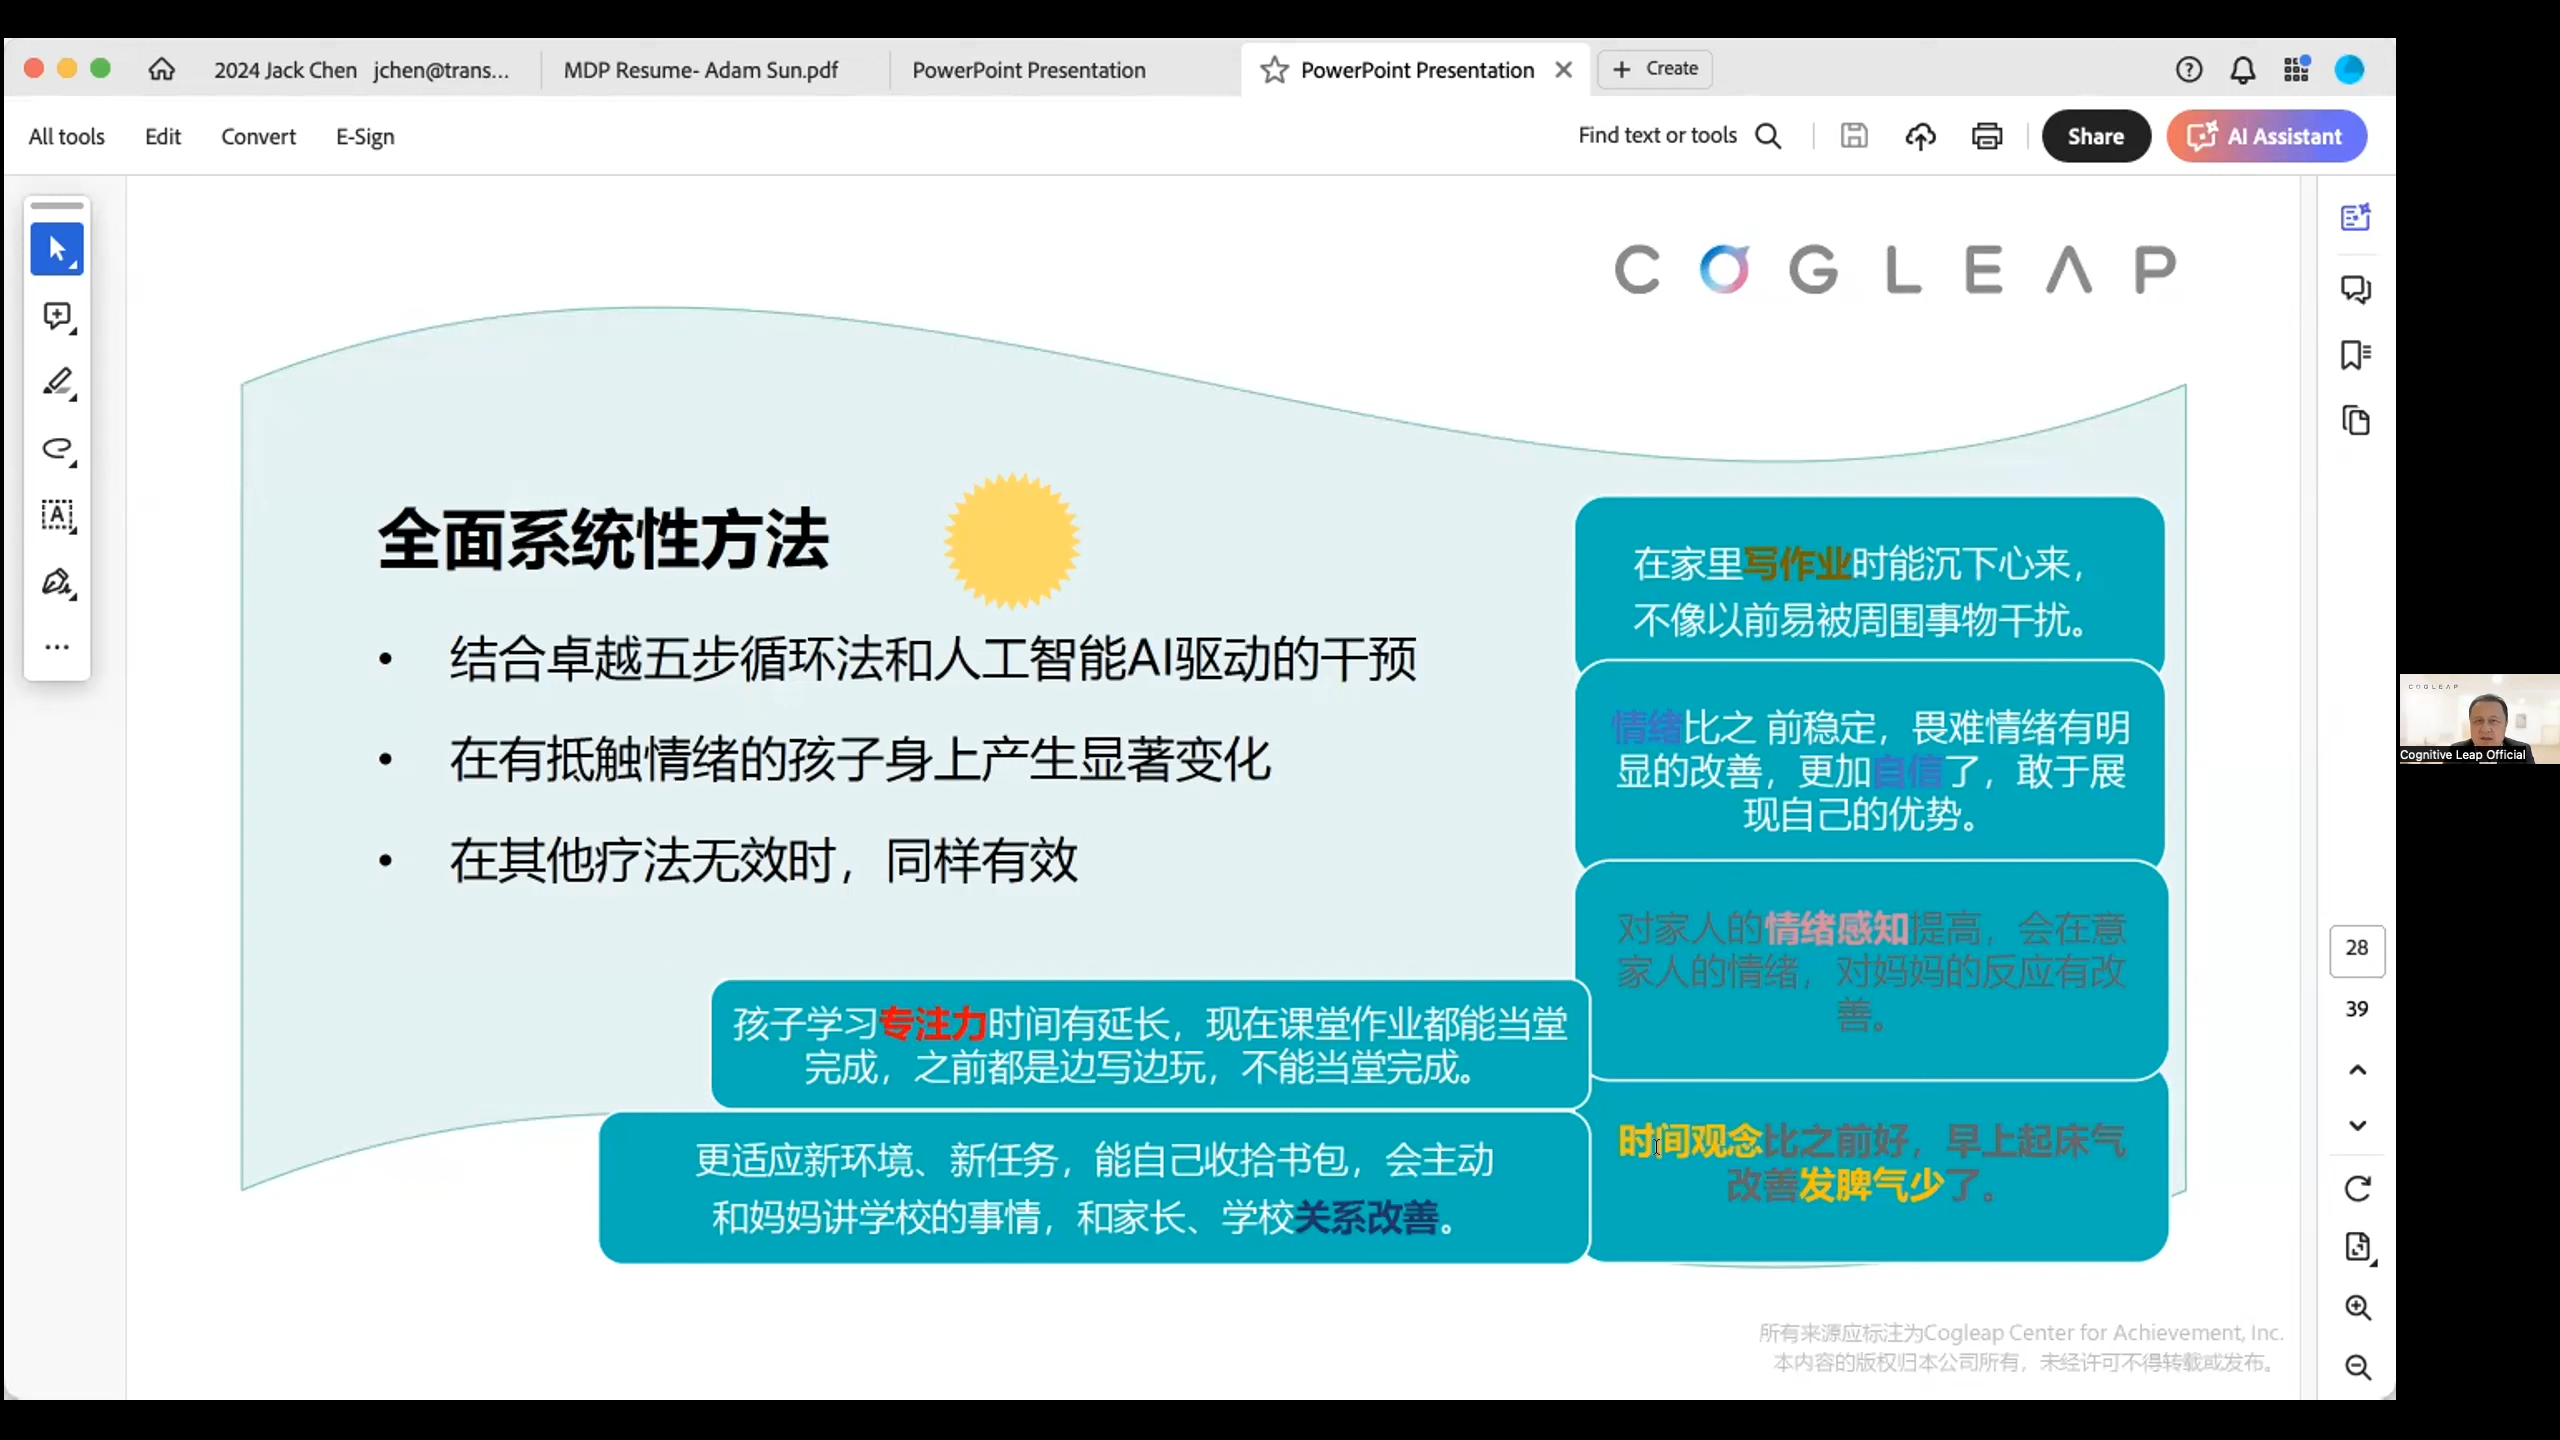 2024 Jack Chen jchen@trans...
MDP Resume- Adam Sun.pdf
PowerPoint Presentation
PowerPoint Presentation
Create
All tools
Edit
Convert
E-Sign
Find text or tools
Share
AI Assistant
COGLEAP
全面系统性方法
• 结合卓越五步循环法和人工智能AI驱动的干预
• 在有抵触情绪的孩子身上产生显著变化
• 在其他疗法无效时，同样有效
在家里写作业时能沉下心来，
不像以前易被周围事物干扰。
情绪比之 前稳定，畏难情绪有明
显的改善，更加自信了，敢于展
现自己的优势。
对家人的情绪感知提高，会在意
家人的情绪，对妈妈的反应有改
善。
孩子学习专注力时间有延长，现在课堂作业都能当堂
完成，之前都是边写边玩，不能当堂完成。
时间观念比之前好，早上起床气
改善发脾气少了。
更适应新环境、新任务，能自己收拾书包，会主动
和妈妈讲学校的事情，和家长、学校关系改善。
所有来源应标注为Cogleap Center for Achievement, Inc.
本内容的版权归本公司所有，未经许可不得转载或发布。
28
39
COGLEAP
Cognitive Leap Official